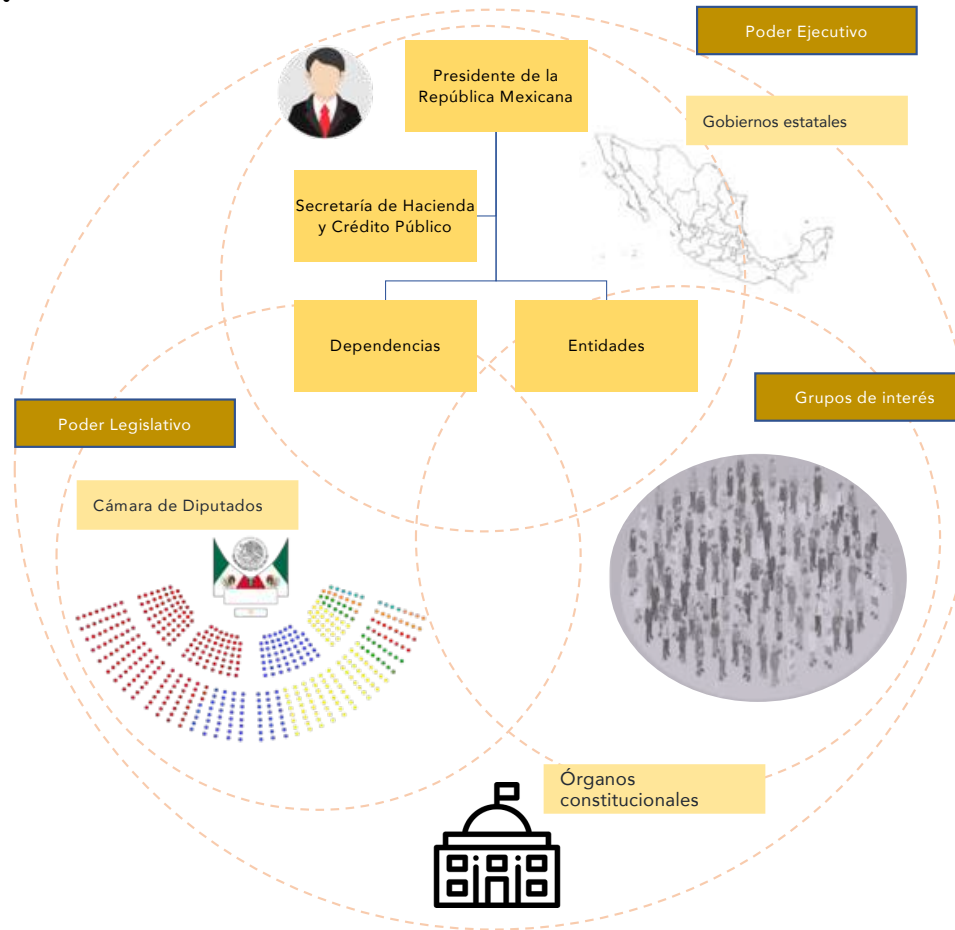 Poder Ejecutivo
Presidente de la
República Mexicana
Gobiernos estatales
Secretaría de Hacienda
y Crédito Público
Dependencias
Entidades
Grupos de interés
Poder Legislativo
Cámara de Diputados
Órganos
constitucionales